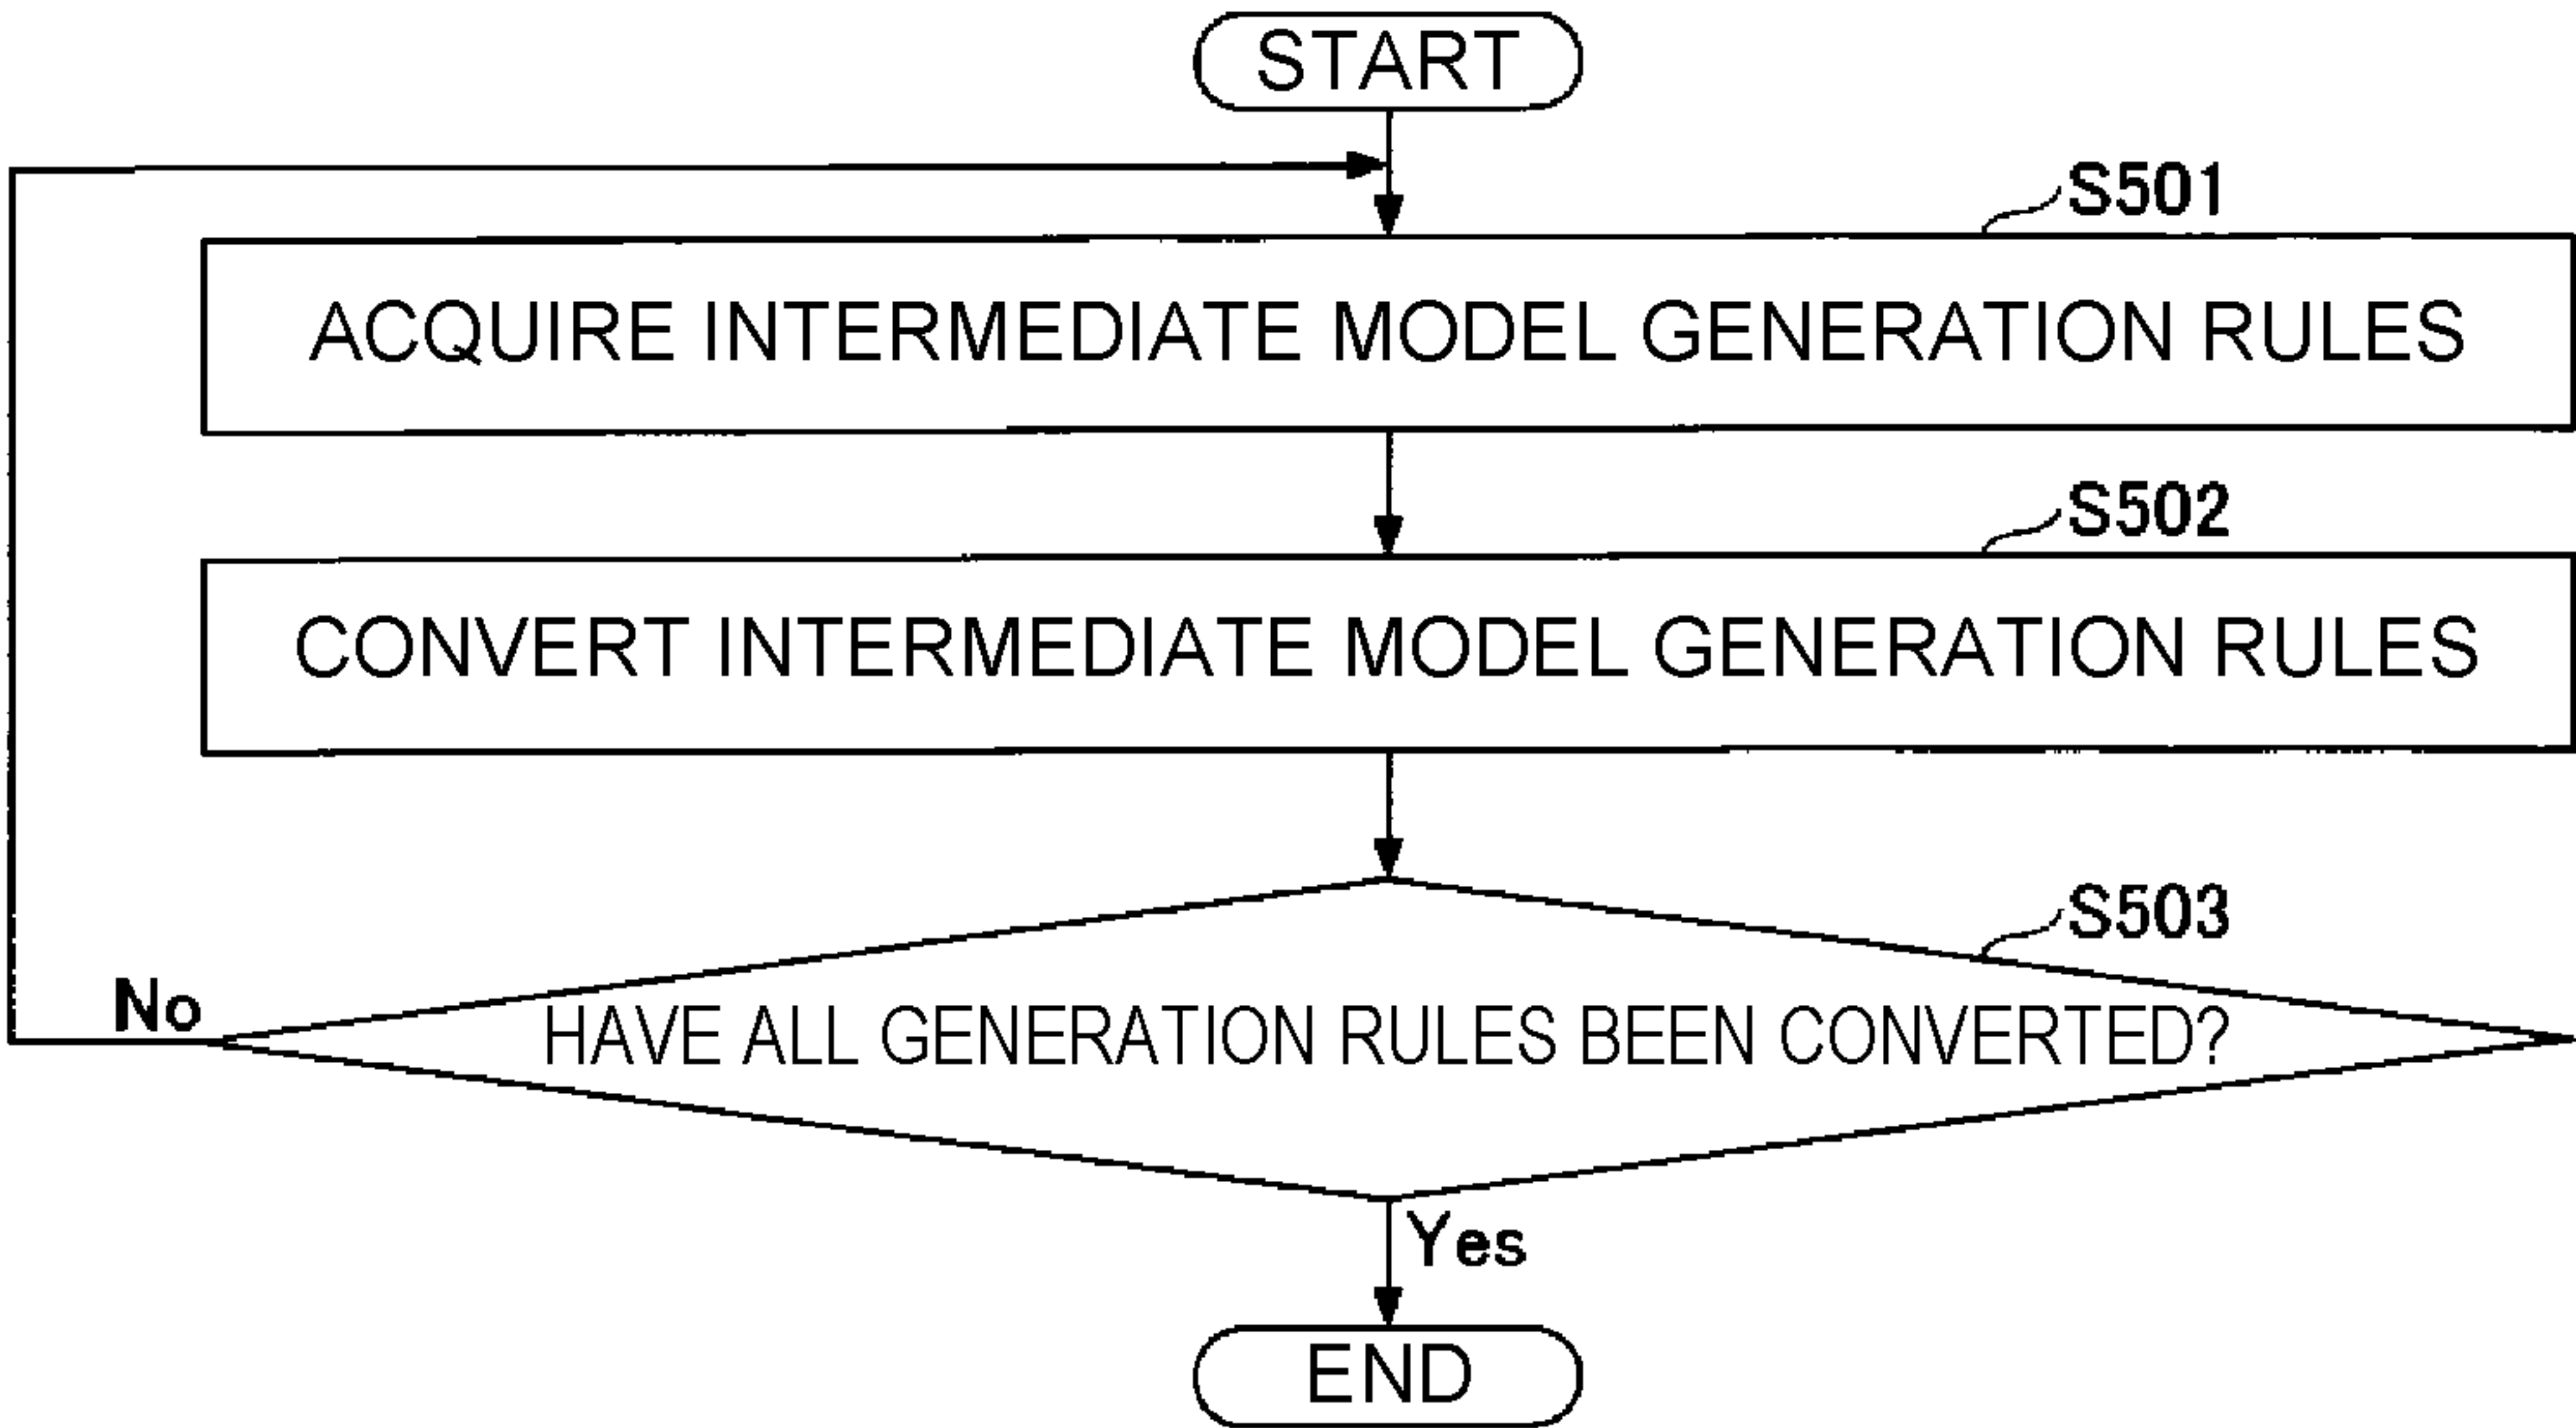 START
S501
ACQUIRE INTERMEDIATE MODEL GENERATION RULES
S502
CONVERT INTERMEDIATE MODEL GENERATION RULES
S503
No
HAVE ALL GENERATION RULES BEEN CONVERTED?
Yes
END